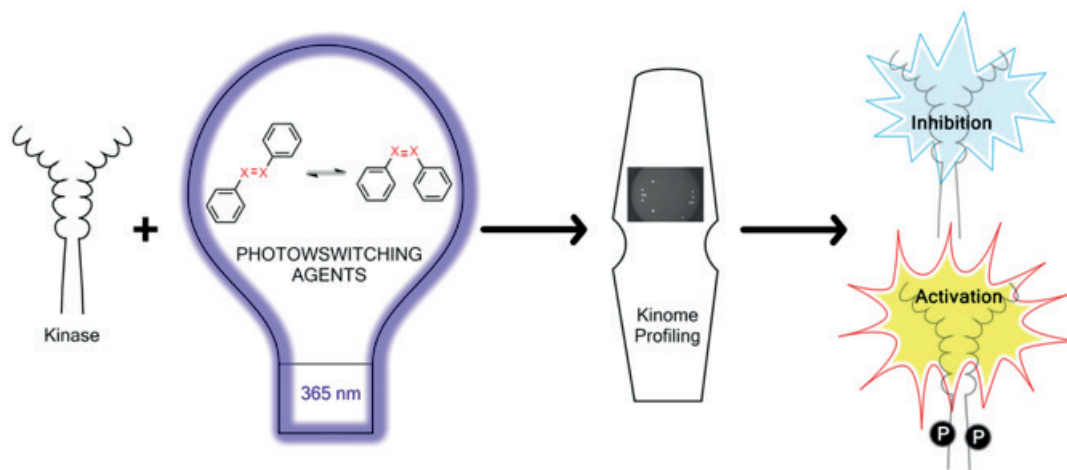 Kinase
+
X=X
X=X
PHOTOWSWITCHING
AGENTS
365 nm
Kinome
Profiling
Inhibition
Activation
P
P